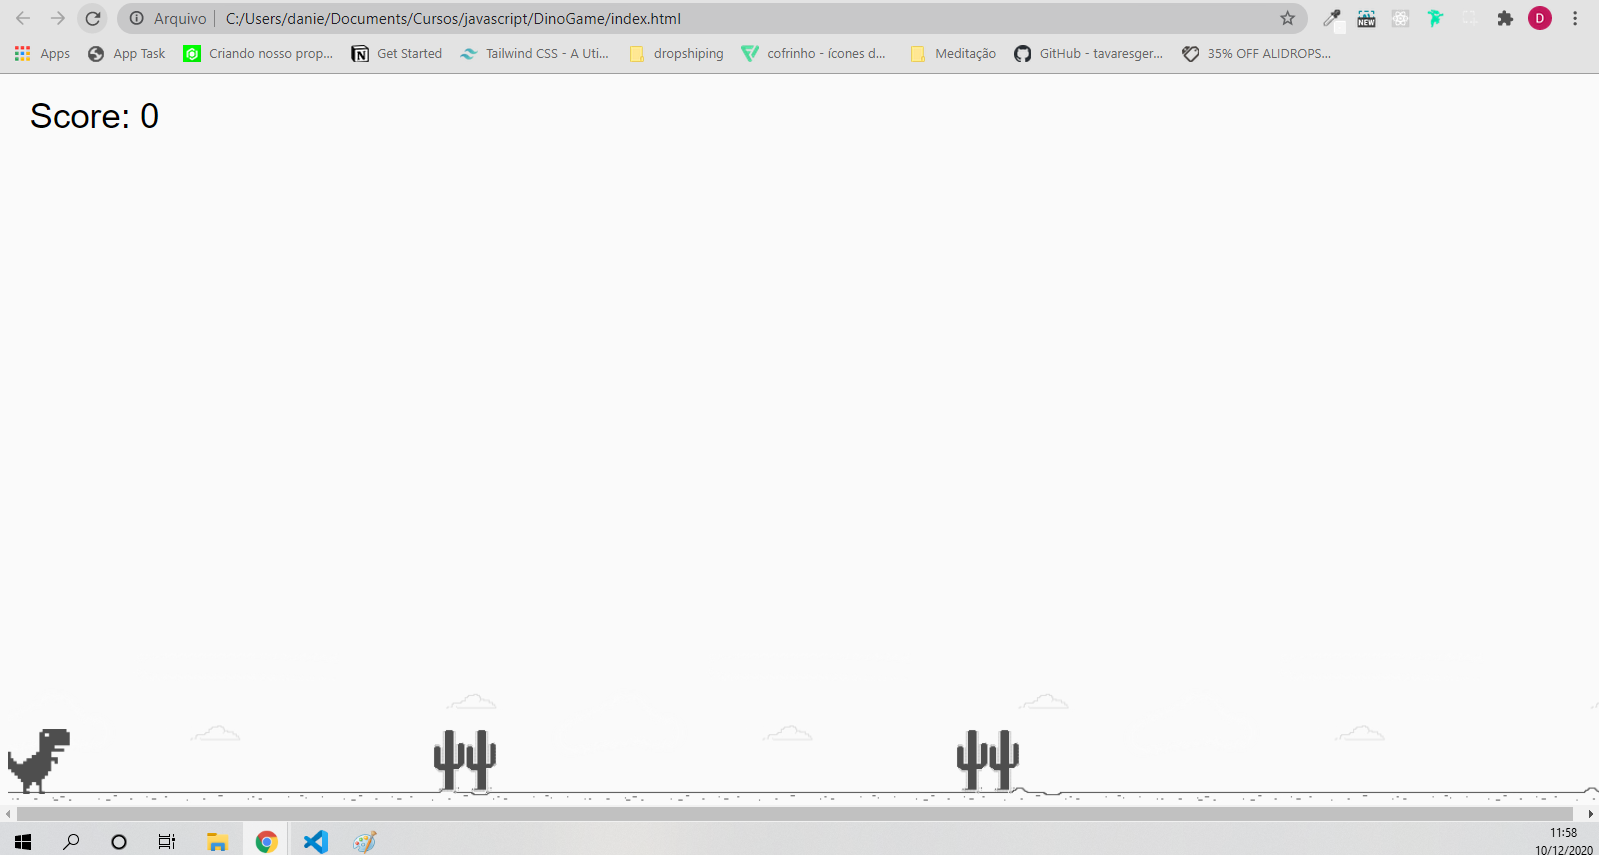 Arquivo | C:/Users/danie/Documents/Cursos/javascript/DinoGame/index.html
NEW
D
Apps App Task Criando nosso prop... Get Started Tailwind CSS - A Uti... dropshiping cofrinho - ícones d... Meditação GitHub - tavaresger... 35% OFF ALIDROPS...
Score: 0
11:58
10/12/2020